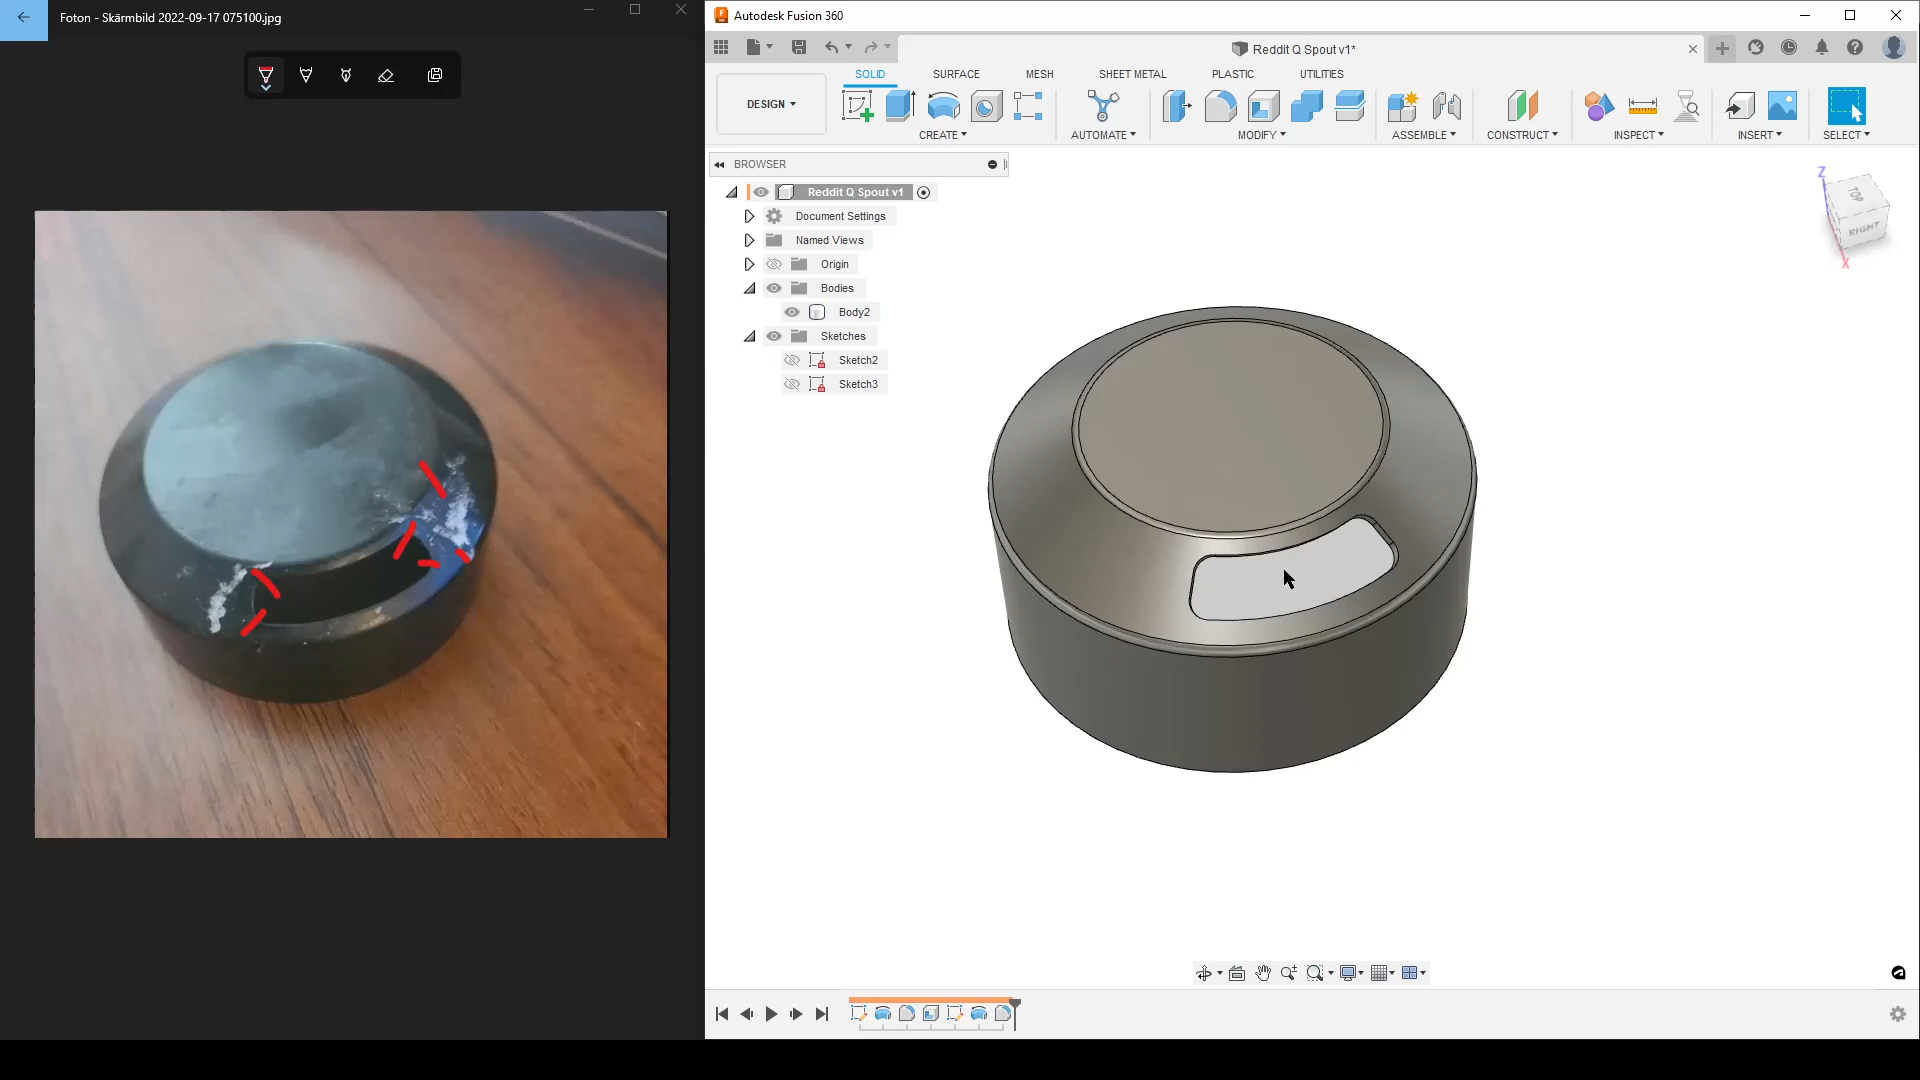 Foton - Skärmbild 2022-09-17 075100.jpg
Autodesk Fusion 360
Reddit Q Spout v1*
SOLID SURFACE MESH SHEET METAL PLASTIC UTILITIES
DESIGN
CREATE AUTOMATE MODIFY ASSEMBLE CONSTRUCT INSPECT INSERT SELECT
BROWSER
Reddit Q Spout v1
Document Settings
Named Views
Origin
Bodies
Body2
Sketches
Sketch2
Sketch3
Z
TOP
RIGHT
X